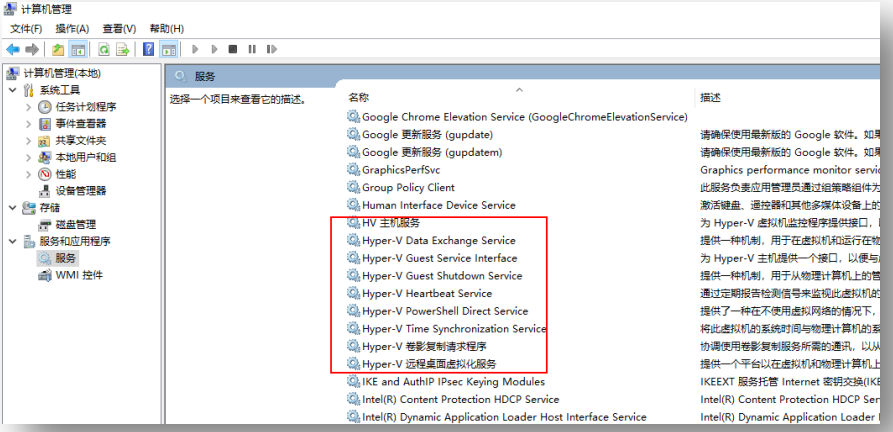 计算机管理
文件(F) 操作(A) 查看(V) 帮助(H)
计算机管理(本地)
系统工具
任务计划程序
事件查看器
共享文件夹
本地用户和组
性能
设备管理器
存储
磁盘管理
服务和应用程序
服务
WMI 控件
服务
选择一个项目来查看它的描述。
名称 描述
Google Chrome Elevation Service (GoogleChromeElevationService)
Google 更新服务 (gupdate) 请确保使用最新版的 Google 软件。如果
Google 更新服务 (gupdatem) 请确保使用最新版的 Google 软件。如果
GraphicsPerfSvc Graphics performance monitor servic
Group Policy Client 此服务负责应用管理员通过组策略组件为
Human Interface Device Service 激活键盘、遥控器和其他多媒体设备上的
HV 主机服务 为 Hyper-V 虚拟机监控程序提供接口，
Hyper-V Data Exchange Service 提供一种机制，用于在虚拟机和运行在物
Hyper-V Guest Service Interface 为 Hyper-V 主机提供一个接口，以便与
Hyper-V Guest Shutdown Service 提供一种机制，用于从物理计算机上的管
Hyper-V Heartbeat Service 通过定期报告检测信号来监视此虚拟机的
Hyper-V PowerShell Direct Service 提供了一种在不使用虚拟网络的情况下，
Hyper-V Time Synchronization Service 将此虚拟机的系统时间与物理计算机的系
Hyper-V 卷影复制请求程序 协调使用卷影复制服务所需的通讯，以从
Hyper-V 远程桌面虚拟化服务 提供一个平台以在虚拟机和物理计算机上
IKE and AuthIP IPsec Keying Modules IKEEXT 服务托管 Internet 密钥交换(IKE
Intel(R) Content Protection HDCP Service Intel(R) Content Protection HDCP Ser
Intel(R) Dynamic Application Loader Host Interface Service Intel(R) Dynamic Application Loader